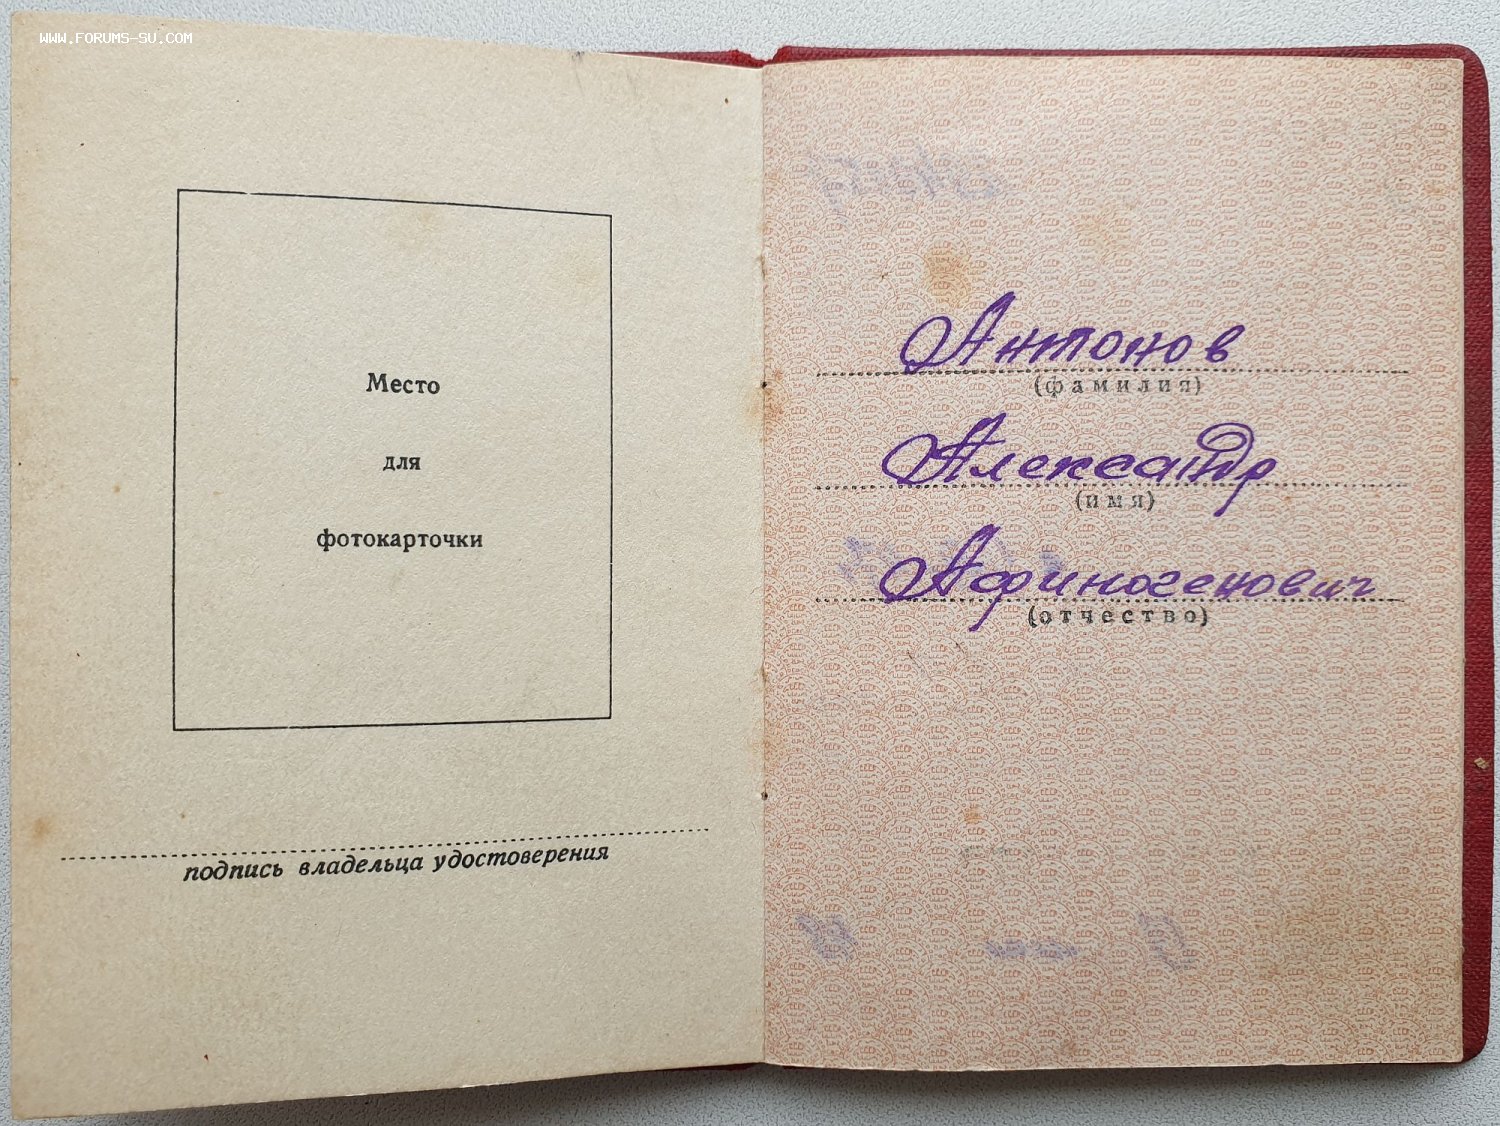 WWW.FORUMS-SU.COM
Место
для
фотокарточки
подпись владельца удостоверения
Антонов
(фамилия)
Александр
(имя)
Афиногенович
(отчество)